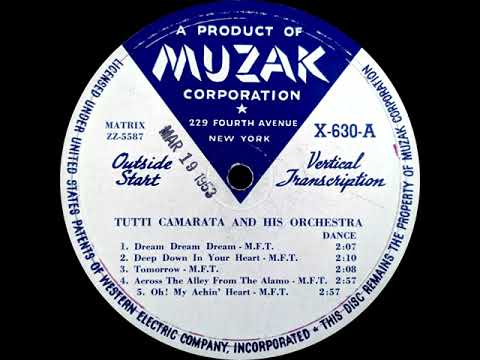 A PRODUCT OF
MUZAK
CORPORATION
229 FOURTH AVENUE
NEW YORK
MATRIX
ZZ-5587
X-630-A
MAR 19 1953
Outside
Start
Vertical
Transcription
TUTTI CAMARATA AND HIS ORCHESTRA
DANCE
1. Dream Dream Dream - M.F.T. 2:07
2. Deep Down In Your Heart - M.F.T. 2:10
3. Tomorrow - M.F.T. 2:08
4. Across The Alley From The Alamo - M.F.T. 2:57
5. Oh! My Achin' Heart - M.F.T. 2:57
LICENSED UNDER UNITED STATES PATENTS OF WESTERN ELECTRIC COMPANY, INCORPORATED * THIS DISC REMAINS THE PROPERTY OF MUZAK CORPORATION